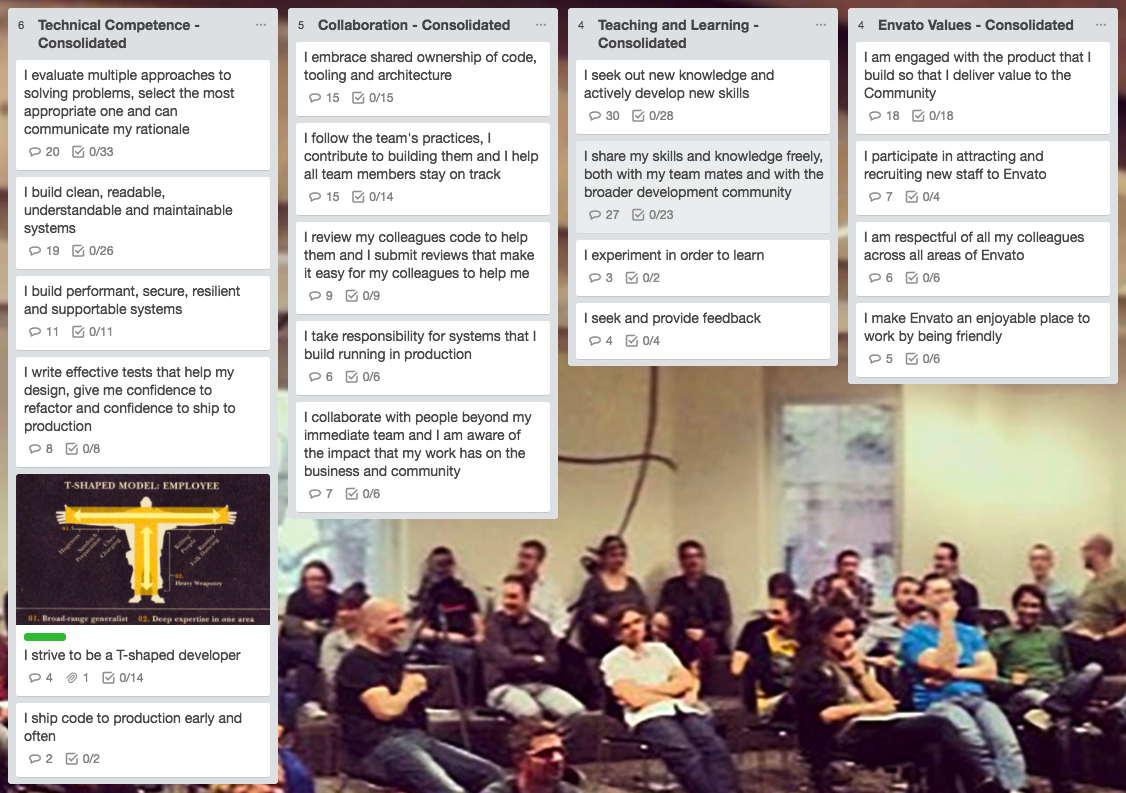 6 Technical Competence - ...
Consolidated
I evaluate multiple approaches to
solving problems, select the most
appropriate one and can
communicate my rationale
20 0/33
I build clean, readable,
understandable and maintainable
systems
19 0/26
I build performant, secure, resilient
and supportable systems
11 0/11
I write effective tests that help my
design, give me confidence to
refactor and confidence to ship to
production
8 0/8
T-SHAPED MODEL: EMPLOYEE
01.
02.
Heavy Weaponry
01. Broad-range generalist 02. Deep expertise in one area
I strive to be a T-shaped developer
4 1 0/14
I ship code to production early and
often
2 0/2
5 Collaboration - Consolidated ...
I embrace shared ownership of code,
tooling and architecture
15 0/15
I follow the team's practices, I
contribute to building them and I help
all team members stay on track
15 0/14
I review my colleagues code to help
them and I submit reviews that make
it easy for my colleagues to help me
9 0/9
I take responsibility for systems that I
build running in production
6 0/6
I collaborate with people beyond my
immediate team and I am aware of
the impact that my work has on the
business and community
7 0/6
4 Teaching and Learning - ...
Consolidated
I seek out new knowledge and
actively develop new skills
30 0/28
I share my skills and knowledge freely,
both with my team mates and with the
broader development community
27 0/23
I experiment in order to learn
3 0/2
I seek and provide feedback
4 0/4
4 Envato Values - Consolidated ...
I am engaged with the product that I
build so that I deliver value to the
Community
18 0/18
I participate in attracting and
recruiting new staff to Envato
7 0/4
I am respectful of all my colleagues
across all areas of Envato
6 0/6
I make Envato an enjoyable place to
work by being friendly
5 0/6